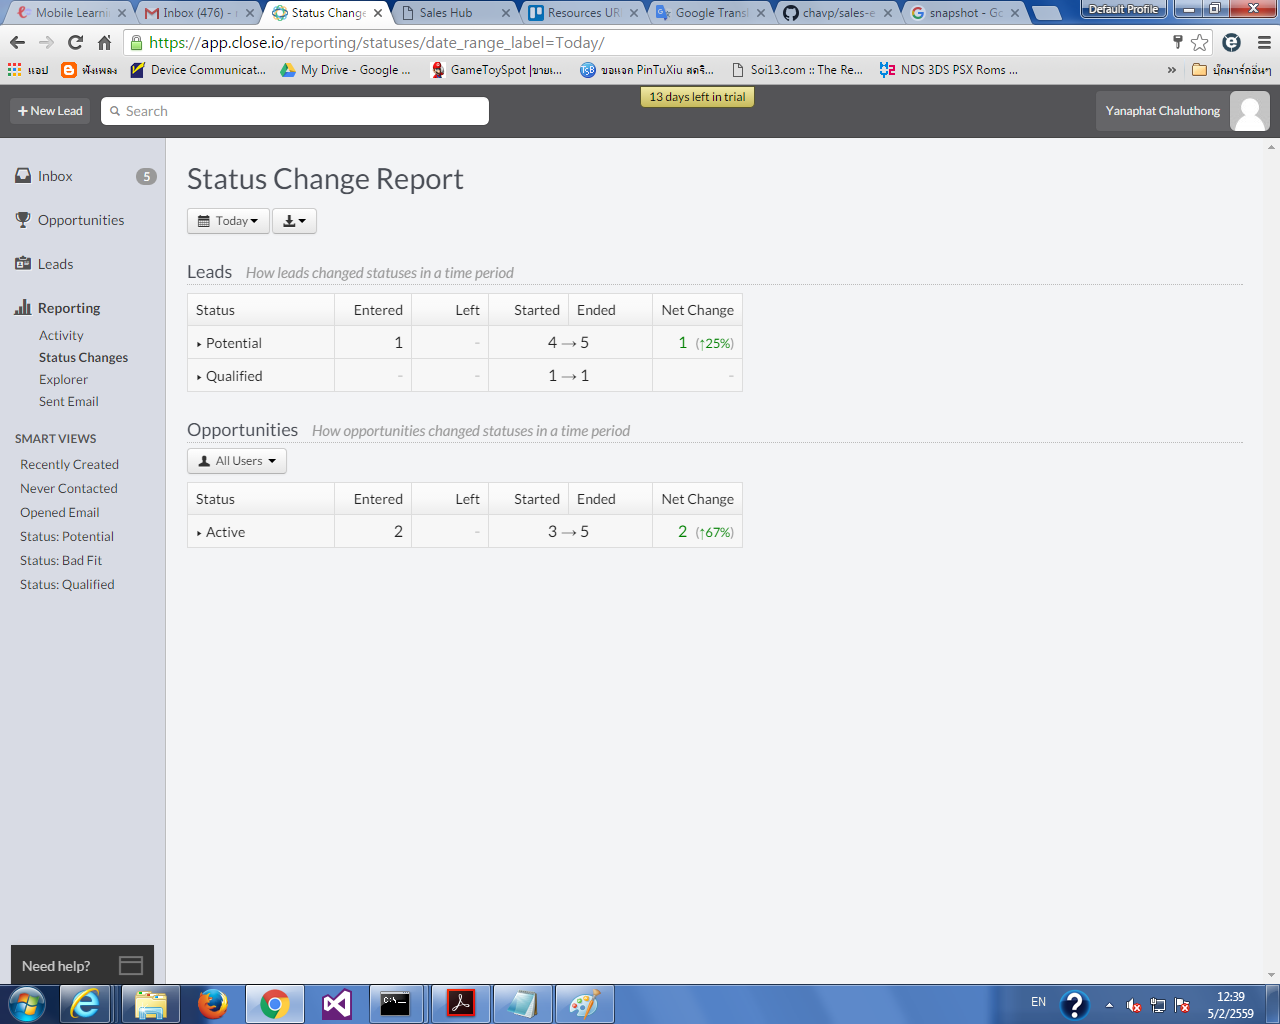 Mobile Learni
Inbox (476) -
Status Change
Sales Hub
Resources UR
Google Transl
chavp/sales-e
snapshot - Go
Default Profile
https://app.close.io/reporting/statuses/date_range_label=Today/
แอป
ฟังเพลง
Device Communicat...
My Drive - Google ...
GameToySpot |ขายเ...
ขอแจก PinTuXiu สตรี...
Soi13.com :: The Re...
NDS 3DS PSX Roms ...
»
บุ๊กมาร์กอื่นๆ
13 days left in trial
+ New Lead
Search
Yanaphat Chaluthong
Inbox 5
Opportunities
Leads
Reporting
Activity
Status Changes
Explorer
Sent Email
SMART VIEWS
Recently Created
Never Contacted
Opened Email
Status: Potential
Status: Bad Fit
Status: Qualified
Need help?
Status Change Report
Today
Leads How leads changed statuses in a time period
Status Entered Left Started Ended Net Change
Potential 1 - 4 → 5 1 (↑25%)
Qualified - - 1 → 1 -
Opportunities How opportunities changed statuses in a time period
All Users
Status Entered Left Started Ended Net Change
Active 2 - 3 → 5 2 (↑67%)
EN
12:39
5/2/2559